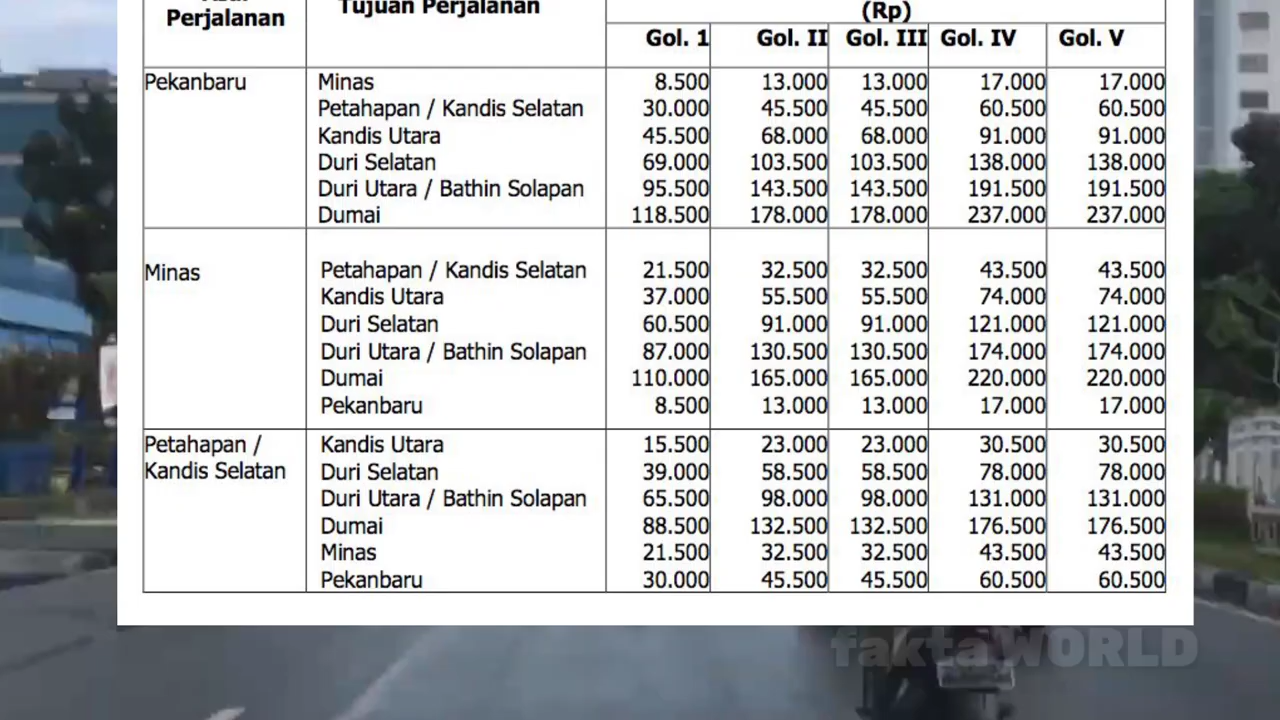 Perjalanan Tujuan Perjalanan (Rp)
Gol. 1 Gol. II Gol. III Gol. IV Gol. V
Pekanbaru Minas 8.500 13.000 13.000 17.000 17.000
Petahapan / Kandis Selatan 30.000 45.500 45.500 60.500 60.500
Kandis Utara 45.500 68.000 68.000 91.000 91.000
Duri Selatan 69.000 103.500 103.500 138.000 138.000
Duri Utara / Bathin Solapan 95.500 143.500 143.500 191.500 191.500
Dumai 118.500 178.000 178.000 237.000 237.000
Minas Petahapan / Kandis Selatan 21.500 32.500 32.500 43.500 43.500
Kandis Utara 37.000 55.500 55.500 74.000 74.000
Duri Selatan 60.500 91.000 91.000 121.000 121.000
Duri Utara / Bathin Solapan 87.000 130.500 130.500 174.000 174.000
Dumai 110.000 165.000 165.000 220.000 220.000
Pekanbaru 8.500 13.000 13.000 17.000 17.000
Petahapan / Kandis Utara 15.500 23.000 23.000 30.500 30.500
Kandis Selatan Duri Selatan 39.000 58.500 58.500 78.000 78.000
Duri Utara / Bathin Solapan 65.500 98.000 98.000 131.000 131.000
Dumai 88.500 132.500 132.500 176.500 176.500
Minas 21.500 32.500 32.500 43.500 43.500
Pekanbaru 30.000 45.500 45.500 60.500 60.500
faktaWORLD